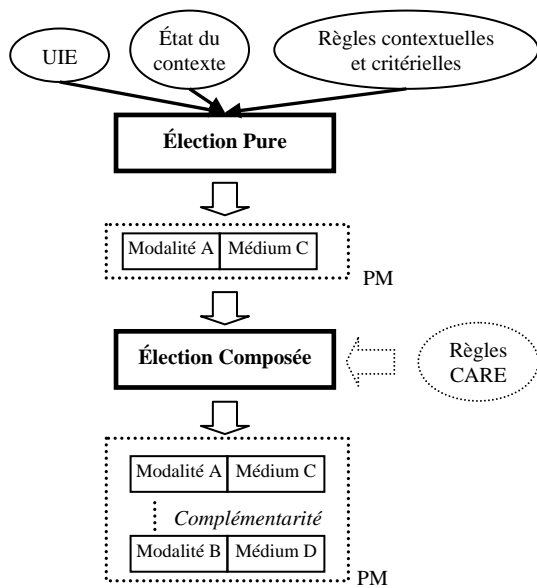 UIE
État du
contexte
Règles contextuelles
et critérielles
Élection Pure
Modalité A Médium C
PM
Élection Composée
Règles
CARE
Modalité A Médium C
Complémentarité
Modalité B Médium D
PM